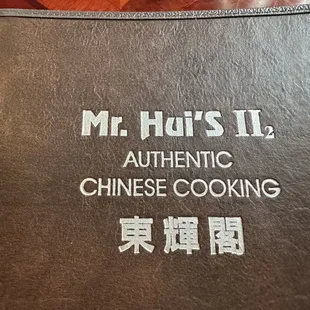 Mr. Hui'S II₂
AUTHENTIC
CHINESE COOKING
東輝閣